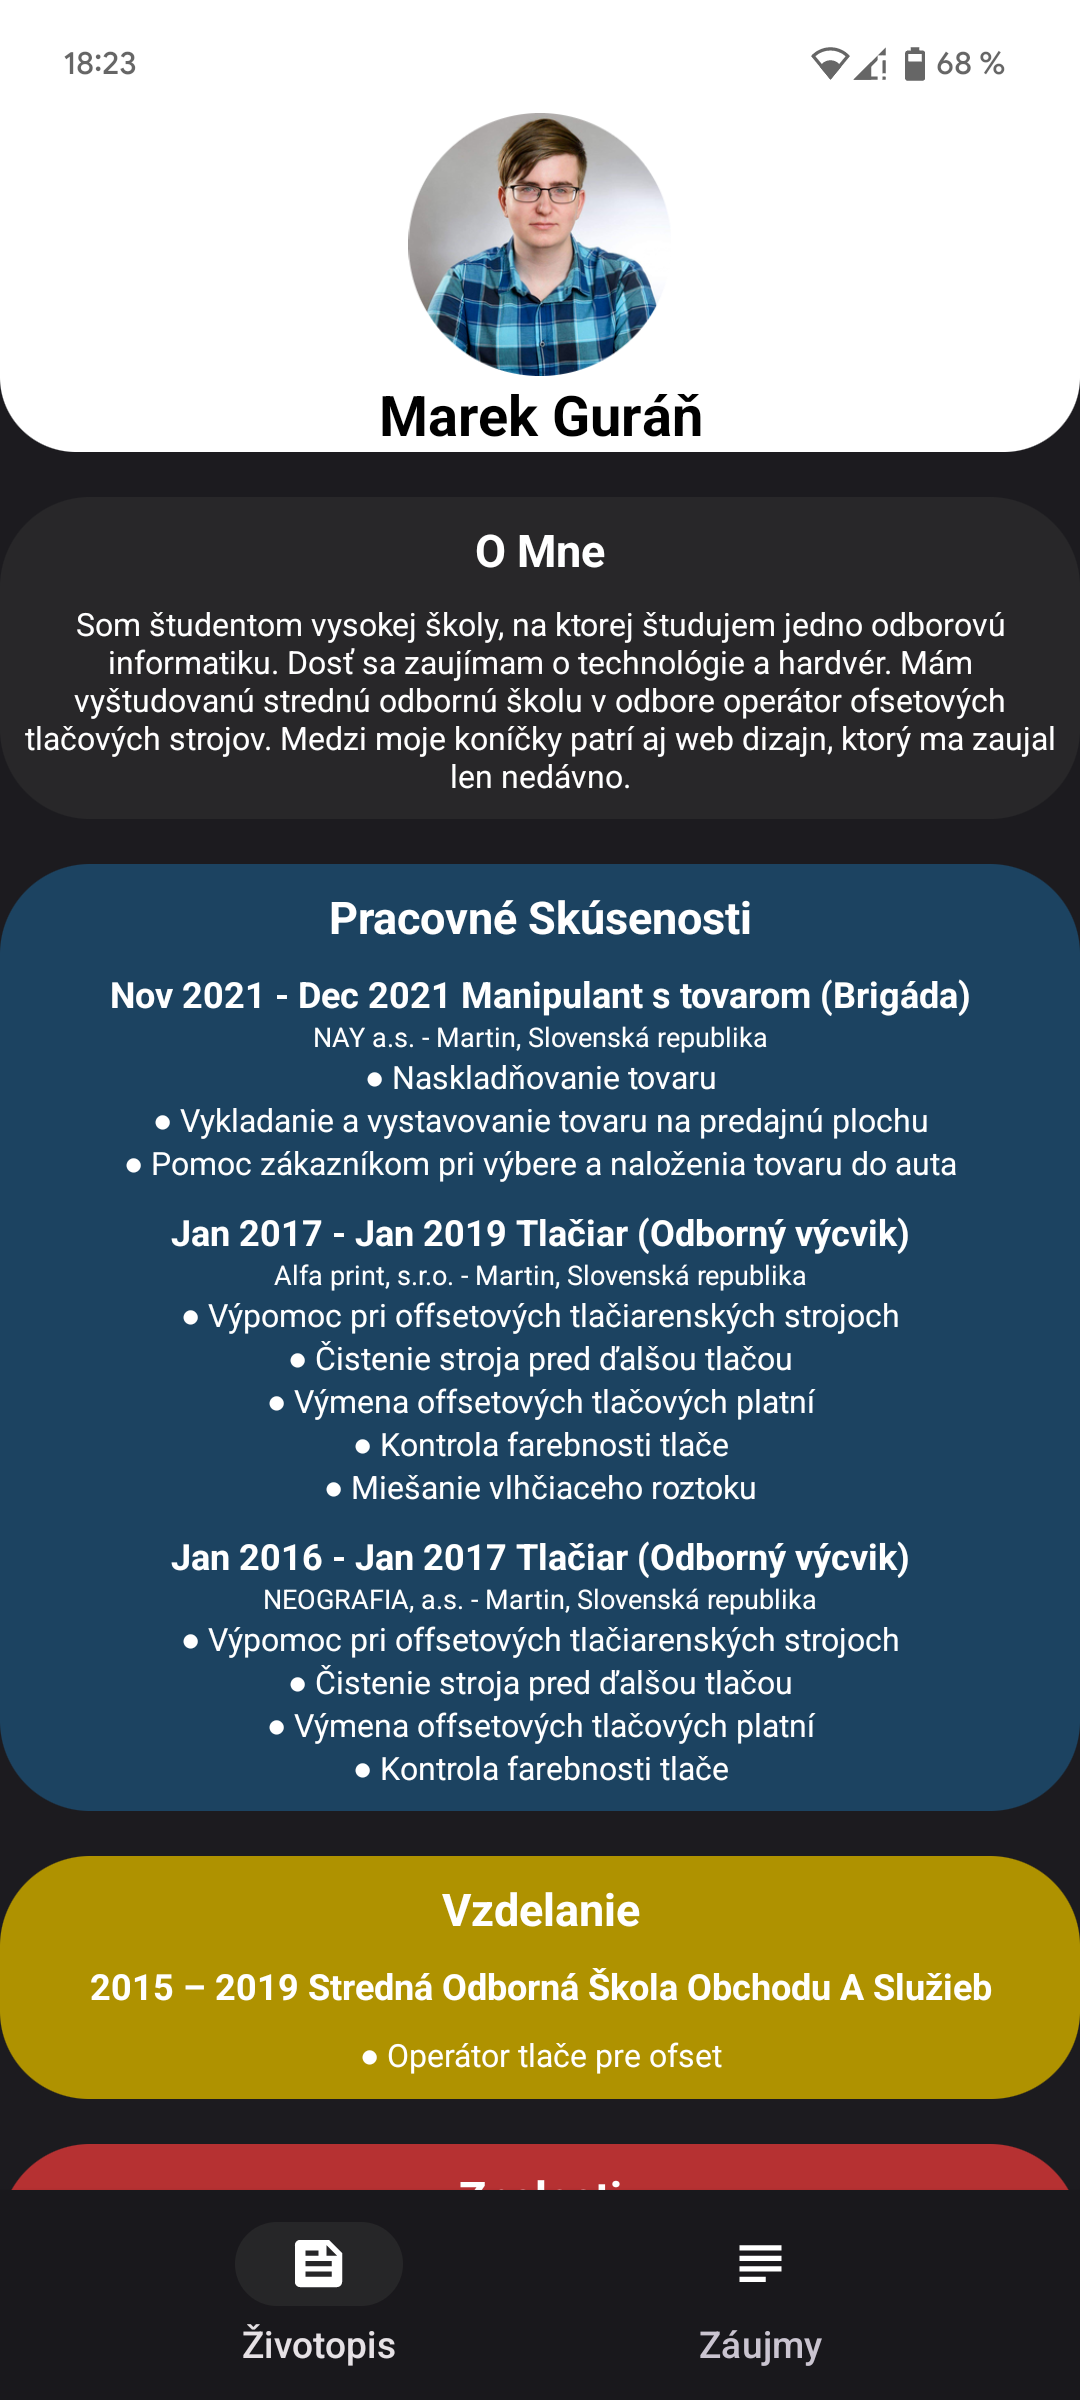 18:23
68 %
Marek Guráň
O Mne
Som študentom vysokej školy, na ktorej študujem jedno odborovú
informatiku. Dosť sa zaujímam o technológie a hardvér. Mám
vyštudovanú strednú odbornú školu v odbore operátor ofsetových
tlačových strojov. Medzi moje koníčky patrí aj web dizajn, ktorý ma zaujal
len nedávno.
Pracovné Skúsenosti
Nov 2021 - Dec 2021 Manipulant s tovarom (Brigáda)
NAY a.s. - Martin, Slovenská republika
● Naskladňovanie tovaru
● Vykladanie a vystavovanie tovaru na predajnú plochu
● Pomoc zákazníkom pri výbere a naloženia tovaru do auta
Jan 2017 - Jan 2019 Tlačiar (Odborný výcvik)
Alfa print, s.r.o. - Martin, Slovenská republika
● Výpomoc pri offsetových tlačiarenských strojoch
● Čistenie stroja pred ďalšou tlačou
● Výmena offsetových tlačových platní
● Kontrola farebnosti tlače
● Miešanie vlhčiaceho roztoku
Jan 2016 - Jan 2017 Tlačiar (Odborný výcvik)
NEOGRAFIA, a.s. - Martin, Slovenská republika
● Výpomoc pri offsetových tlačiarenských strojoch
● Čistenie stroja pred ďalšou tlačou
● Výmena offsetových tlačových platní
● Kontrola farebnosti tlače
Vzdelanie
2015 – 2019 Stredná Odborná Škola Obchodu A Služieb
● Operátor tlače pre ofset
Životopis
Záujmy